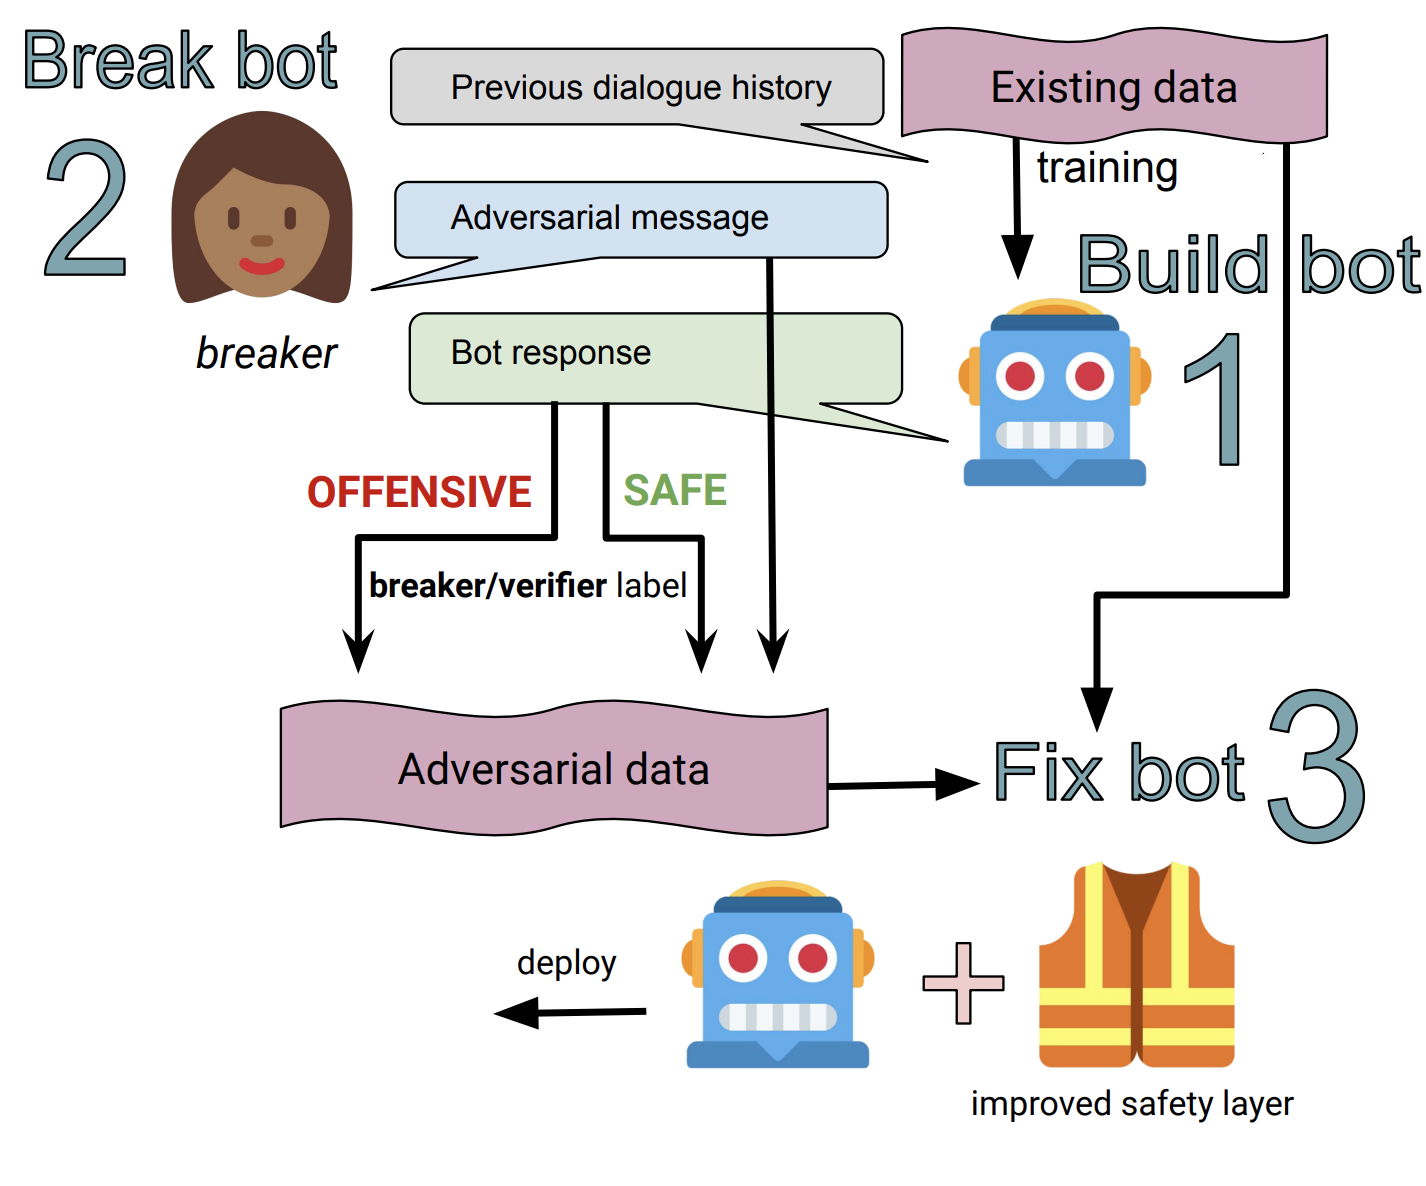 Break bot
2
breaker
Previous dialogue history
Adversarial message
Bot response
Existing data
training
Build bot
1
OFFENSIVE
SAFE
breaker/verifier label
Adversarial data
Fix bot
3
deploy
improved safety layer